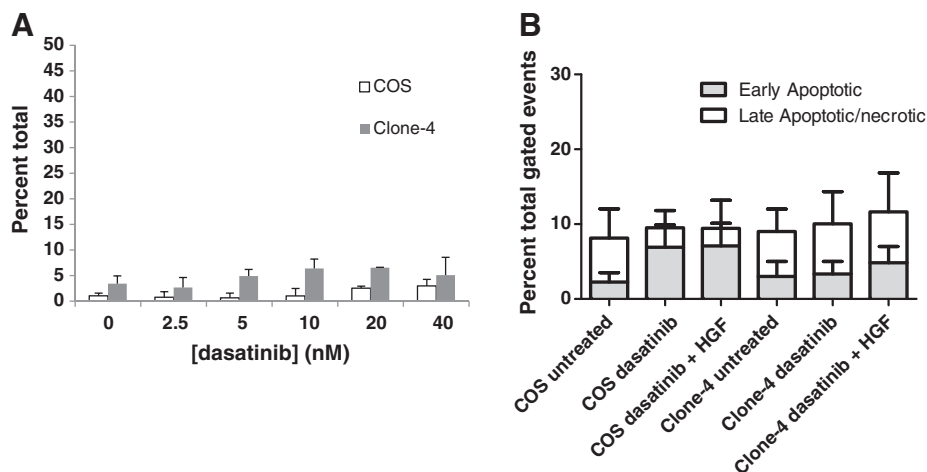 A
Percent total
50
45
40
35
30
25
20
15
10
5
0
COS
Clone-4
0 2.5 5 10 20 40
[dasatinib] (nM)
B
Percent total gated events
30
20
10
0
Early Apoptotic
Late Apoptotic/necrotic
COS untreated
COS dasatinib
COS dasatinib + HGF
Clone-4 untreated
Clone-4 dasatinib
Clone-4 dasatinib + HGF